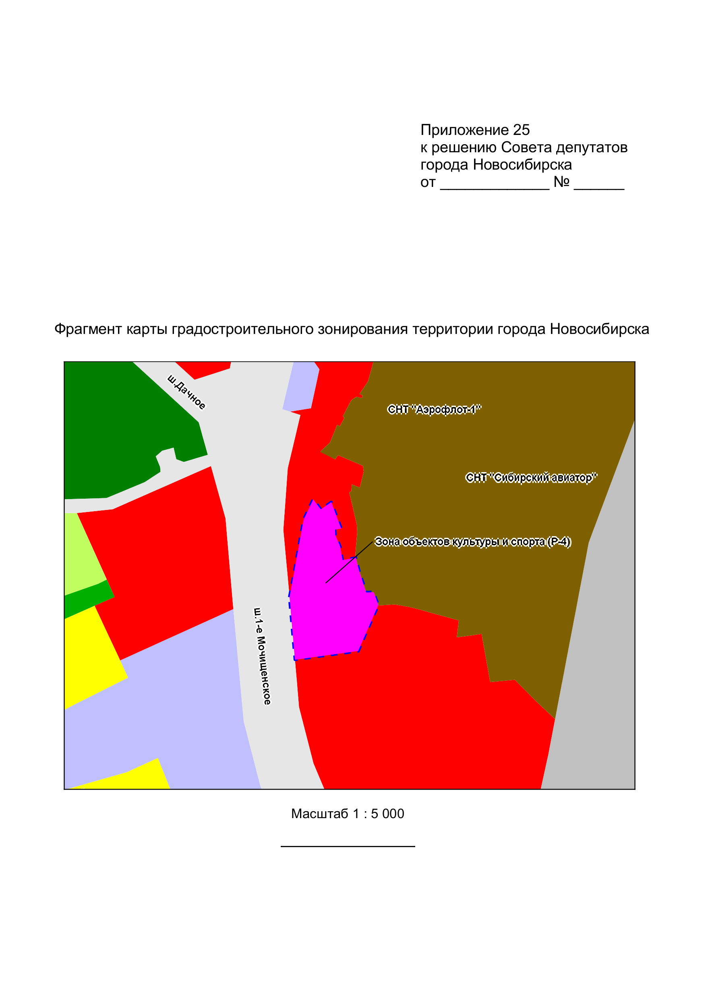 Приложение 25
к решению Совета депутатов
города Новосибирска
от _____________ № ______
Фрагмент карты градостроительного зонирования территории города Новосибирска
ш.Дачное
СНТ "Аэрофлот-1"
СНТ "Сибирский авиатор"
Зона объектов культуры и спорта (Р-4)
ш.1-е Мочищенское
Масштаб 1 : 5 000